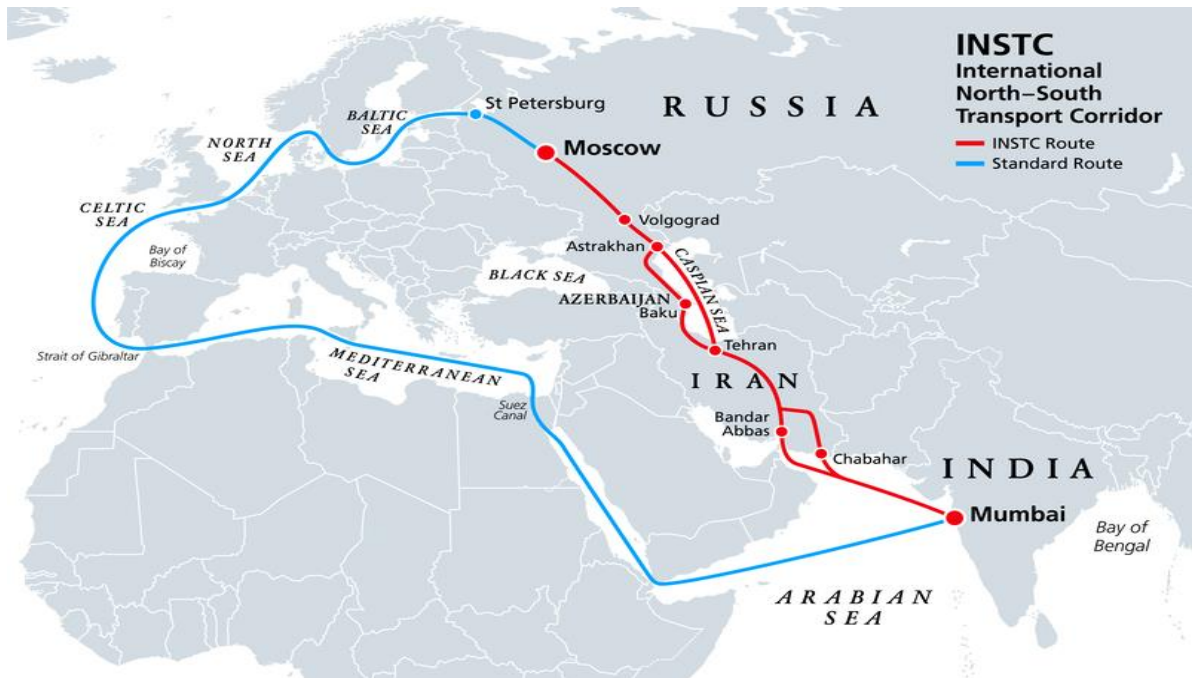 INSTC
International
North–South
Transport Corridor
INSTC Route
Standard Route
RUSSIA
St Petersburg
BALTIC
SEA
NORTH
SEA
Moscow
CELTIC
SEA
Volgograd
Bay of
Biscay
Astrakhan
CASPIAN SEA
BLACK SEA
AZERBAIJAN
Baku
Tehran
Strait of Gibraltar
MEDITERRANEAN
SEA
IRAN
Suez
Canal
Bandar
Abbas
Chabahar
INDIA
Mumbai
Bay of
Bengal
ARABIAN
SEA